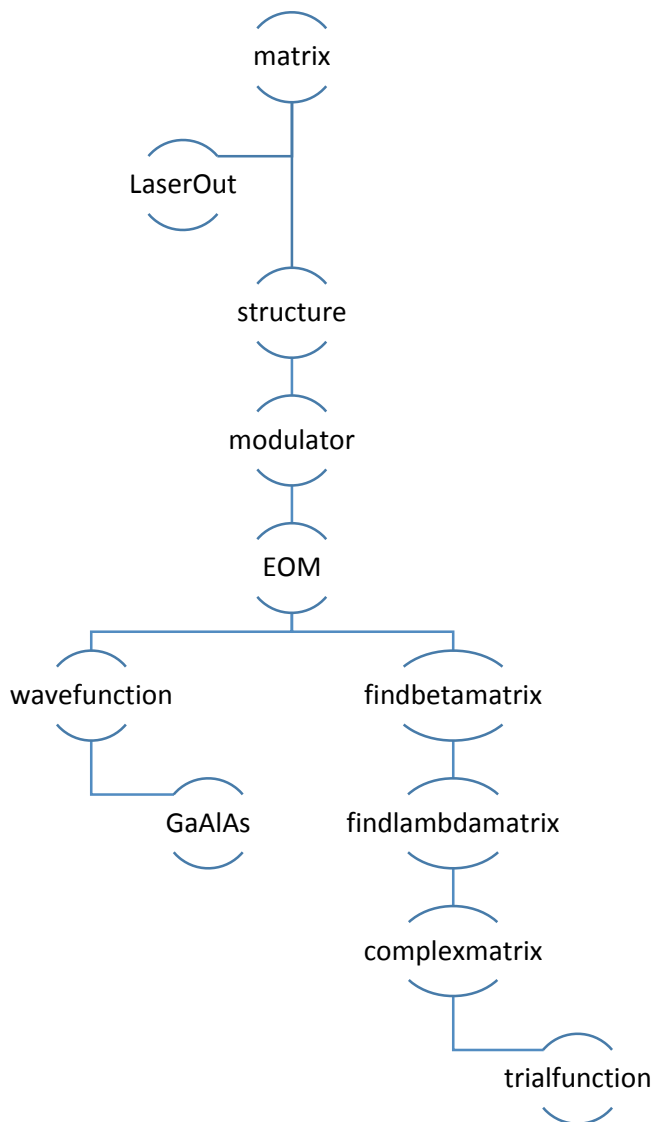 matrix
LaserOut
structure
modulator
EOM
wavefunction
findbetamatrix
GaAlAs
findlambdamatrix
complexmatrix
trialfunction